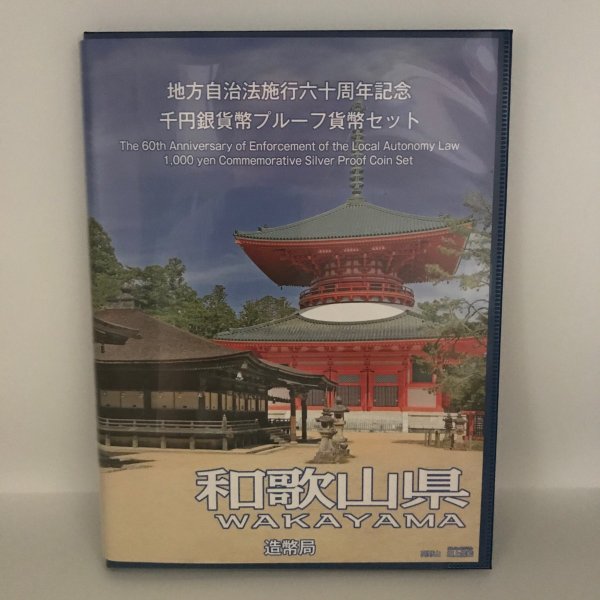 地方自治法施行六十周年記念
千円銀貨幣プルーフ貨幣セット
The 60th Anniversary of Enforcement of the Local Autonomy Law
1,000 yen Commemorative Silver Proof Coin Set
和歌山県
WAKAYAMA
造幣局